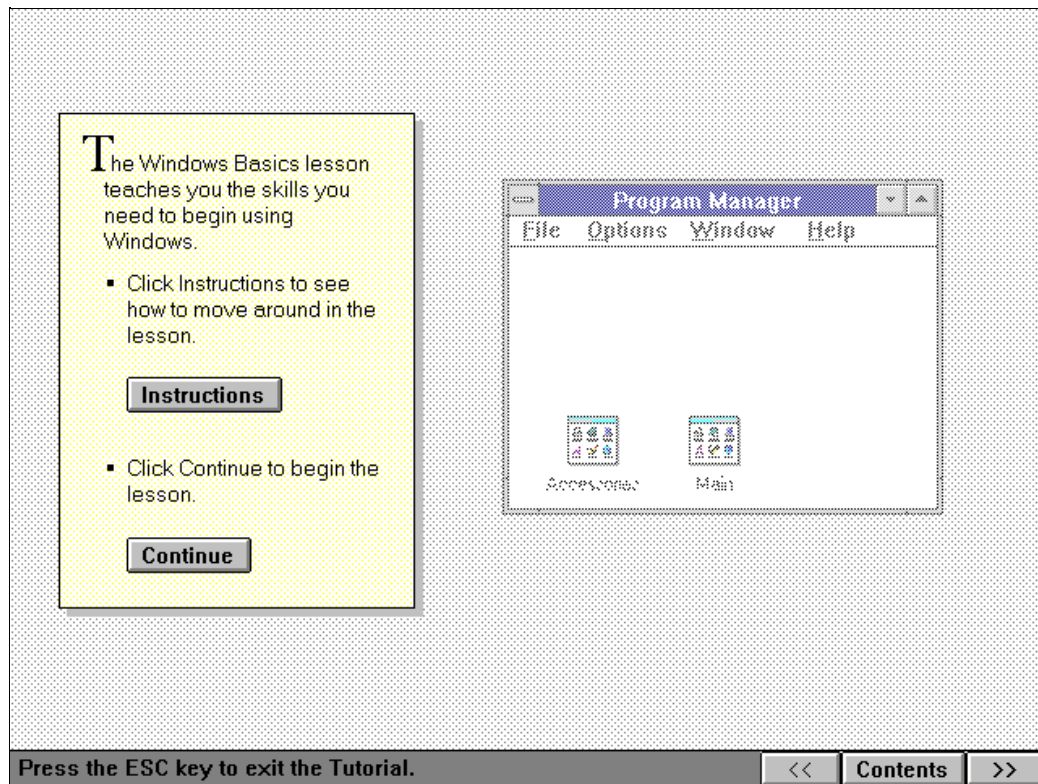 The Windows Basics lesson
teaches you the skills you
need to begin using
Windows.
▪ Click Instructions to see
how to move around in the
lesson.
Instructions
▪ Click Continue to begin the
lesson.
Continue
Program Manager
File Options Window Help
Accessories Main
Press the ESC key to exit the Tutorial.
<< Contents >>